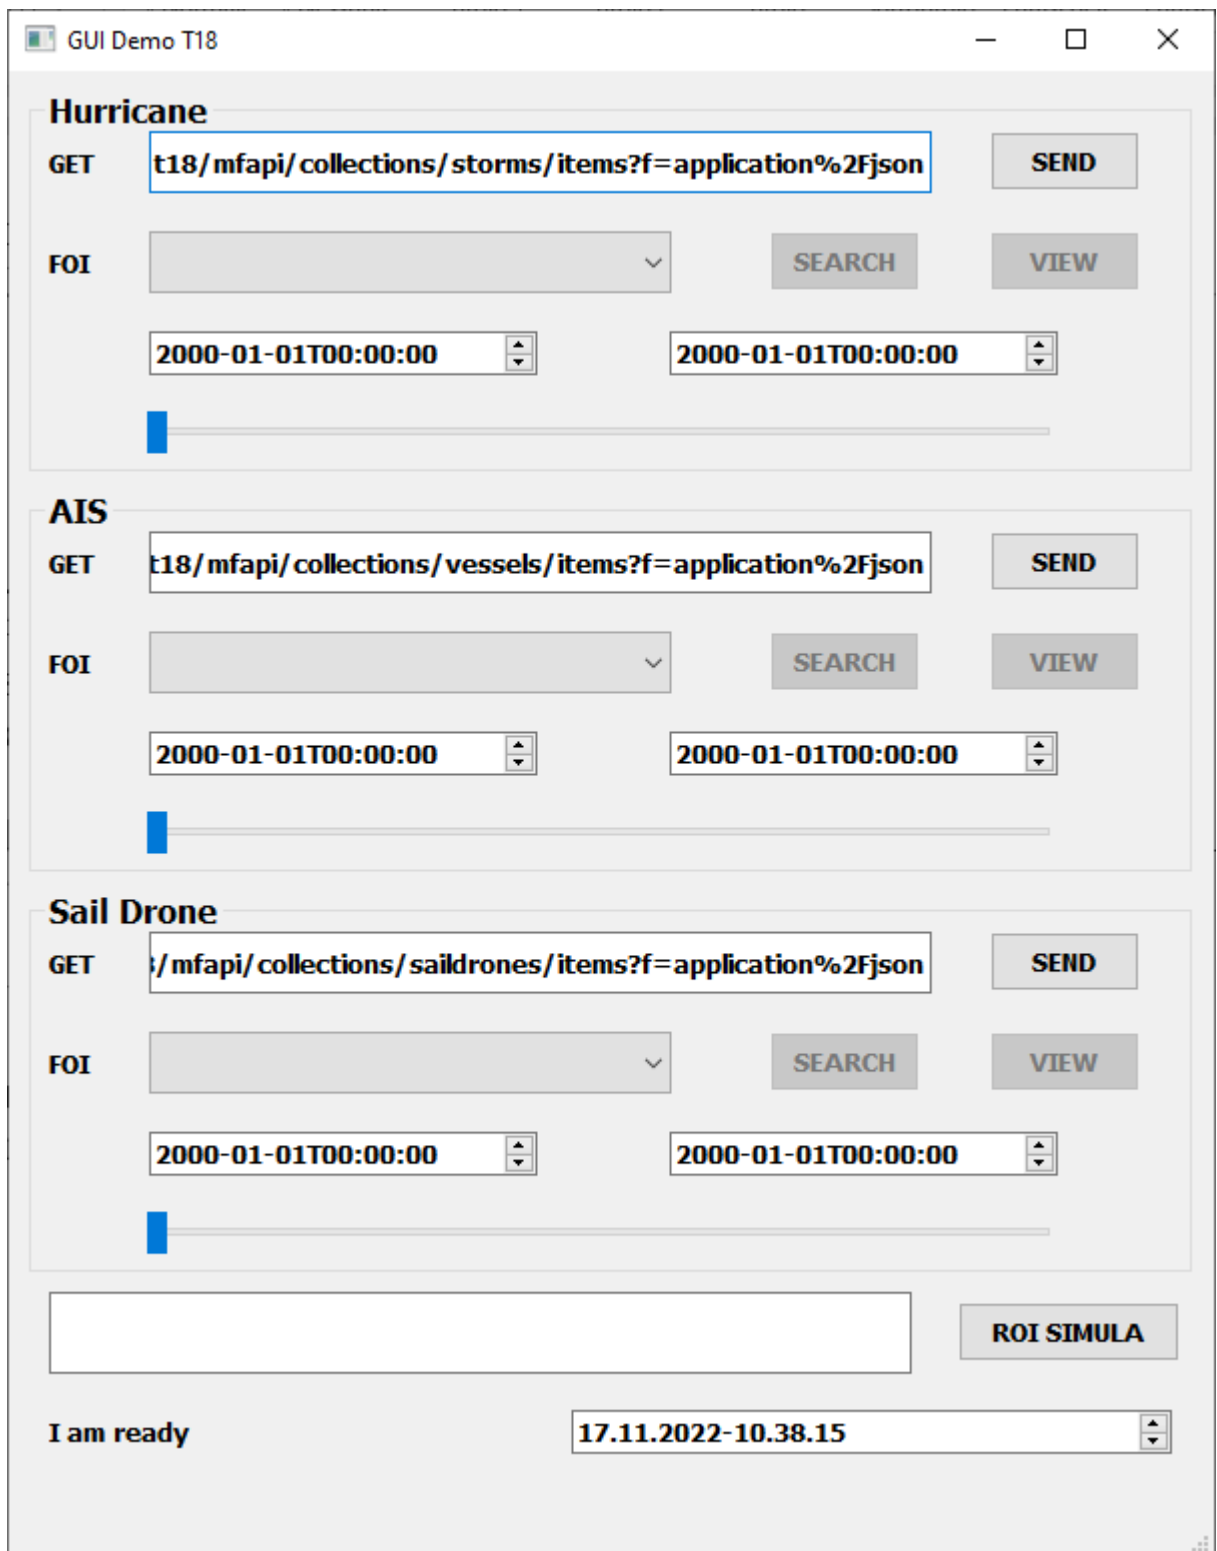 GUI Demo T18
Hurricane
GET t18/mfapi/collections/storms/items?f=application%2Fjson SEND
FOI SEARCH VIEW
2000-01-01T00:00:00 2000-01-01T00:00:00
AIS
GET t18/mfapi/collections/vessels/items?f=application%2Fjson SEND
FOI SEARCH VIEW
2000-01-01T00:00:00 2000-01-01T00:00:00
Sail Drone
GET /mfapi/collections/saildrones/items?f=application%2Fjson SEND
FOI SEARCH VIEW
2000-01-01T00:00:00 2000-01-01T00:00:00
ROI SIMULA
I am ready 17.11.2022-10.38.15